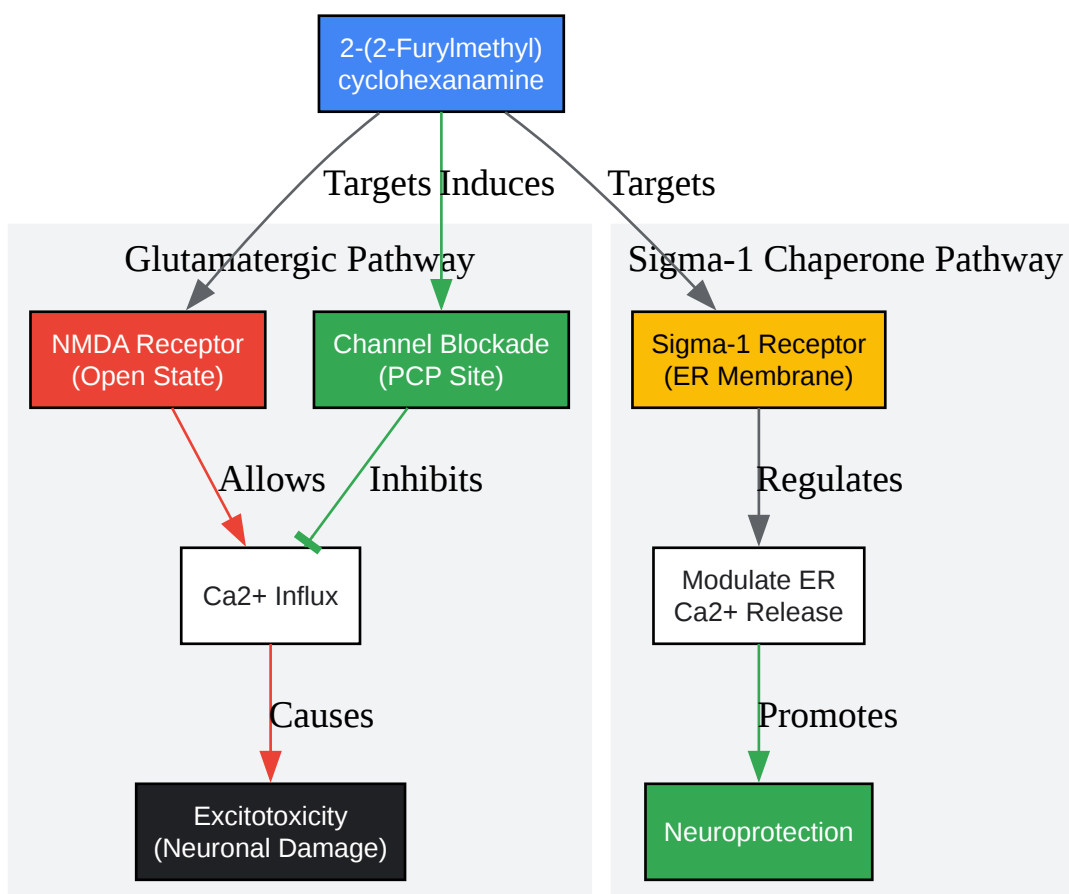 2-(2-Furylmethyl)
cyclohexanamine
Targets
Induces
Targets
Glutamatergic Pathway
Sigma-1 Chaperone Pathway
NMDA Receptor
(Open State)
Channel Blockade
(PCP Site)
Sigma-1 Receptor
(ER Membrane)
Allows
Inhibits
Regulates
Ca2+ Influx
Modulate ER
Ca2+ Release
Causes
Promotes
Excitotoxicity
(Neuronal Damage)
Neuroprotection